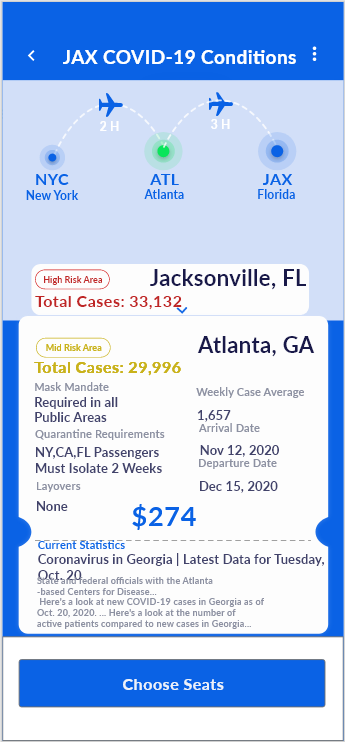 JAX COVID-19 Conditions
2 H
3 H
NYC
ATL
JAX
New York
Atlanta
Florida
High Risk Area
Jacksonville, FL
Total Cases: 33,132
Mid Risk Area
Atlanta, GA
Total Cases: 29,996
Mask Mandate
Weekly Case Average
Required in all
Public Areas
1,657
Arrival Date
Quarantine Requirements
NY,CA,FL Passengers
Must Isolate 2 Weeks
Nov 12, 2020
Departure Date
Layovers
Dec 15, 2020
None
$274
Current Statistics
Coronavirus in Georgia | Latest Data for Tuesday,
Oct. 20
State and federal officials with the Atlanta
-based Centers for Disease...
Here's a look at new COVID-19 cases in Georgia as of
Oct. 20, 2020. ... Here's a look at the number of
active patients compared to new cases in Georgia...
Choose Seats